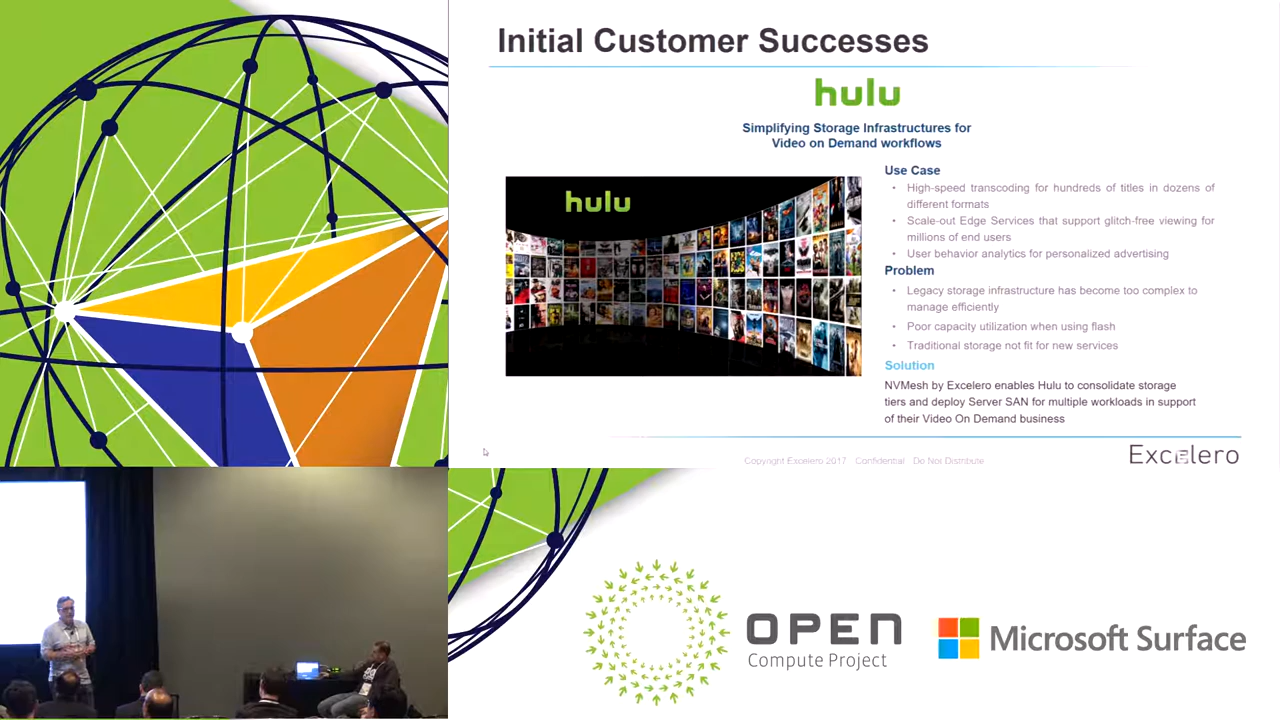 Initial Customer Successes
hulu
Simplifying Storage Infrastructures for
Video on Demand workflows
hulu
Use Case
• High-speed transcoding for hundreds of titles in dozens of
different formats
• Scale-out Edge Services that support glitch-free viewing for
millions of end users
• User behavior analytics for personalized advertising
Problem
• Legacy storage infrastructure has become too complex to
manage efficiently
• Poor capacity utilization when using flash
• Traditional storage not fit for new services
Solution
NVMesh by Excelero enables Hulu to consolidate storage
tiers and deploy Server SAN for multiple workloads in support
of their Video On Demand business
Copyright Excelero 2017 Confidential Do Not Distribute
Excelero
OPEN
Compute Project
Microsoft Surface